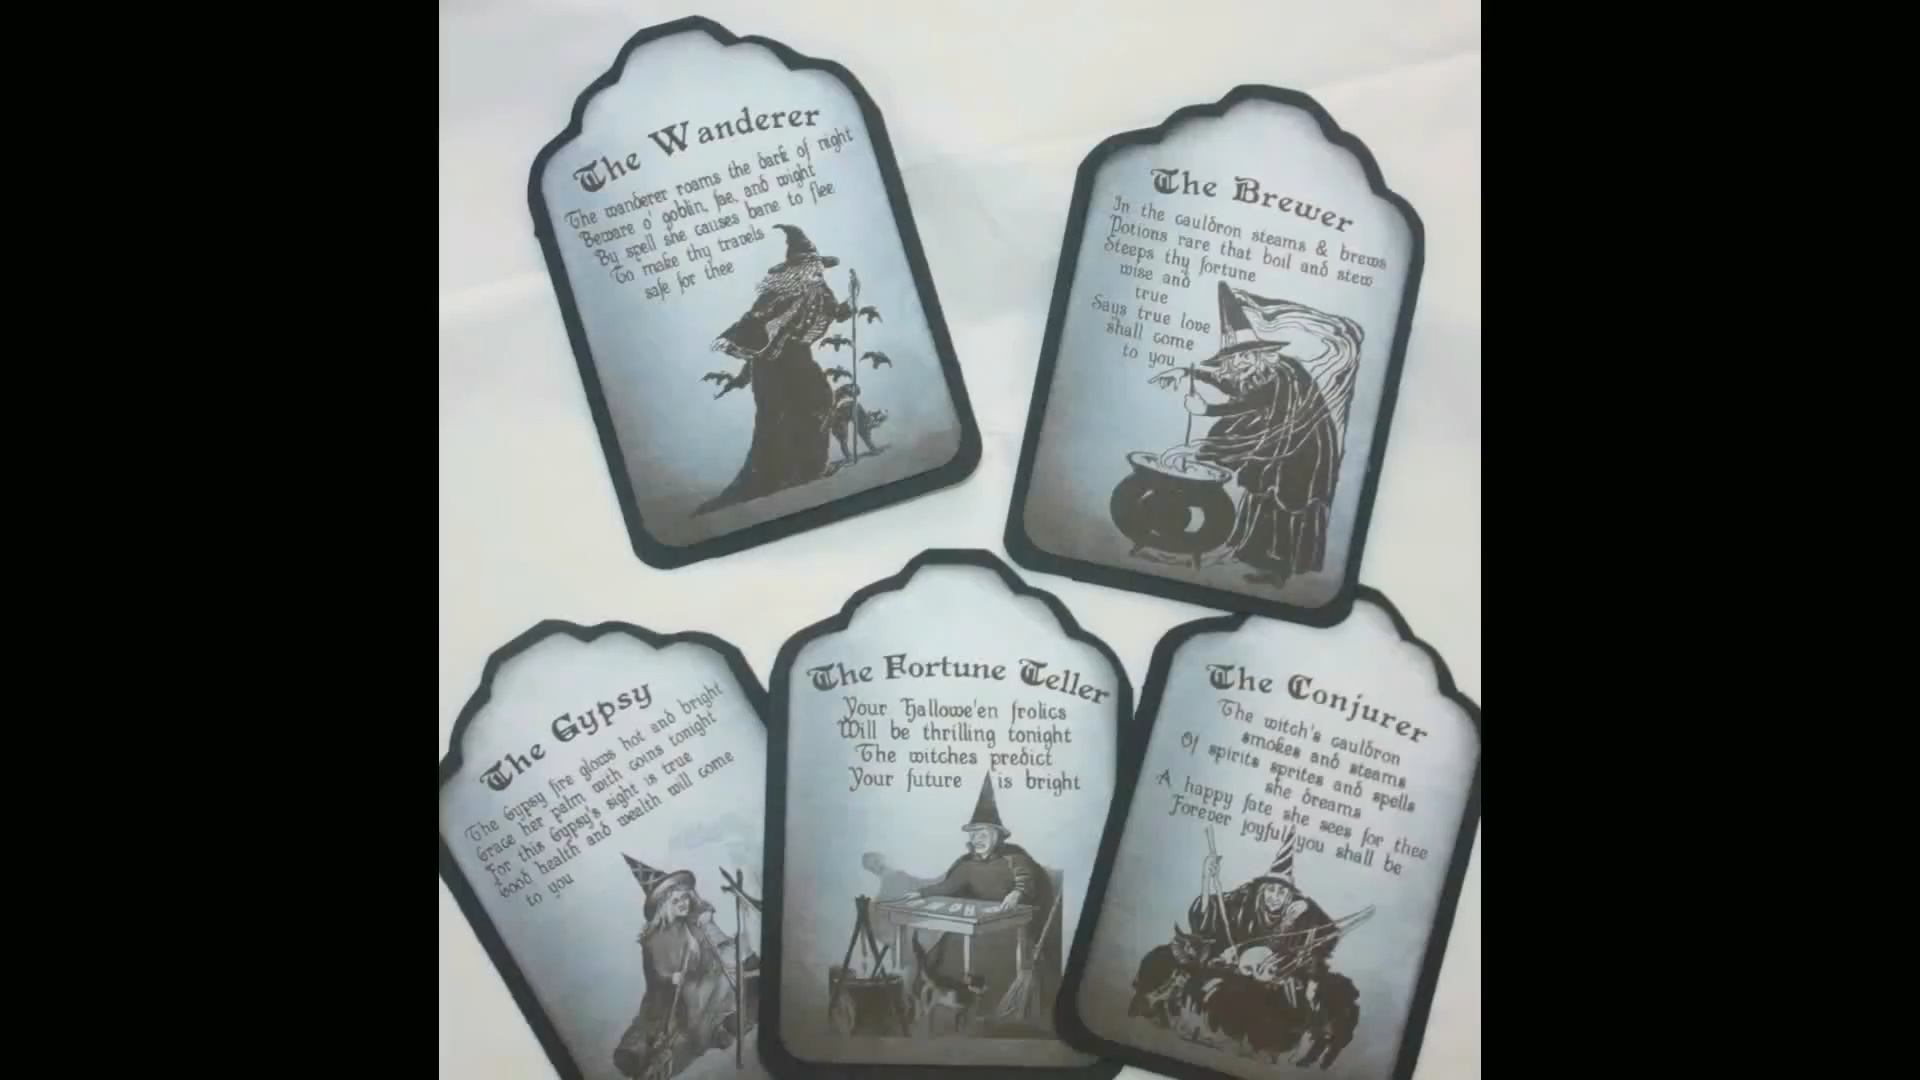 The Wanderer
The wanderer roams the dark of night
Beware o' goblin, fae, and wight
By spell she causes bane to flee
To make thy travels
safe for thee
The Brewer
In the cauldron steams & brews
Potions rare that boil and stew
Steeps thy fortune
wise and
true
Says true love
shall come
to you
The Gypsy
The Gypsy fire glows hot and bright
Grace her palm with coins tonight
For this Gypsy's sight is true
Good health and wealth will come
to you
The Fortune Teller
Your Hallowe'en frolics
Will be thrilling tonight
The witches predict
Your future is bright
The Conjurer
The witch's cauldron
smokes and steams
Of spirits sprites and spells
she dreams
A happy fate she sees for thee
Forever joyful you shall be